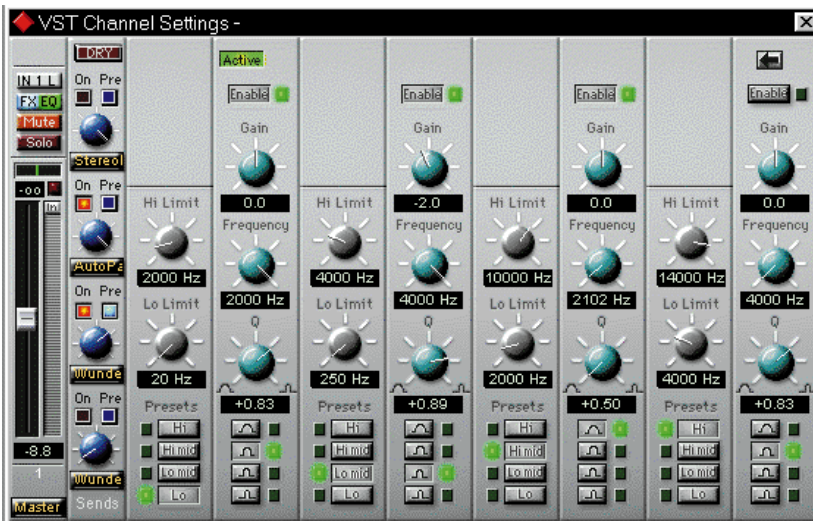 VST Channel Settings -
DRY
Active
IN 1 L
On Pre
Enable
Enable
Enable
Enable
FX EQ
Mute
Gain
Gain
Gain
Gain
Solo
Stereo
-oo
On Pre
Hi Limit
0.0
Hi Limit
-2.0
Hi Limit
0.0
Hi Limit
0.0
in
Frequency
Frequency
Frequency
Frequency
AutoPa
2000 Hz
4000 Hz
10000 Hz
14000 Hz
On Pre
Lo Limit
2000 Hz
Lo Limit
4000 Hz
Lo Limit
2102 Hz
Lo Limit
4000 Hz
Q
Q
Q
Q
Wunde
20 Hz
250 Hz
2000 Hz
4000 Hz
On Pre
Presets
+0.83
Presets
+0.89
Presets
+0.50
Presets
+0.83
Hi
Hi
Hi
Hi
-8.8
Hi mid
Hi mid
Hi mid
Hi mid
1
Lo mid
Lo mid
Lo mid
Lo mid
Wunde
Lo
Lo
Lo
Lo
Master
Sends